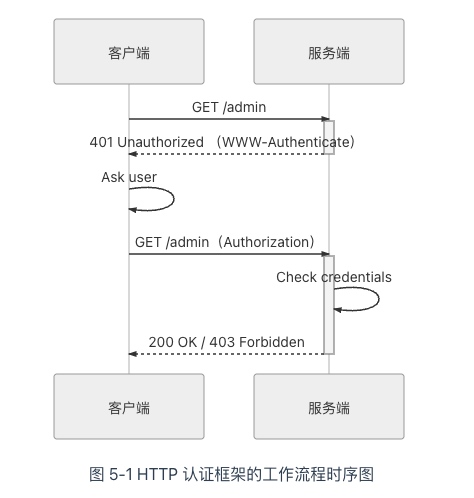 客户端 服务端
GET /admin
401 Unauthorized （WWW-Authenticate）
Ask user
GET /admin（Authorization）
Check credentials
200 OK / 403 Forbidden
客户端 服务端
图 5-1 HTTP 认证框架的工作流程时序图